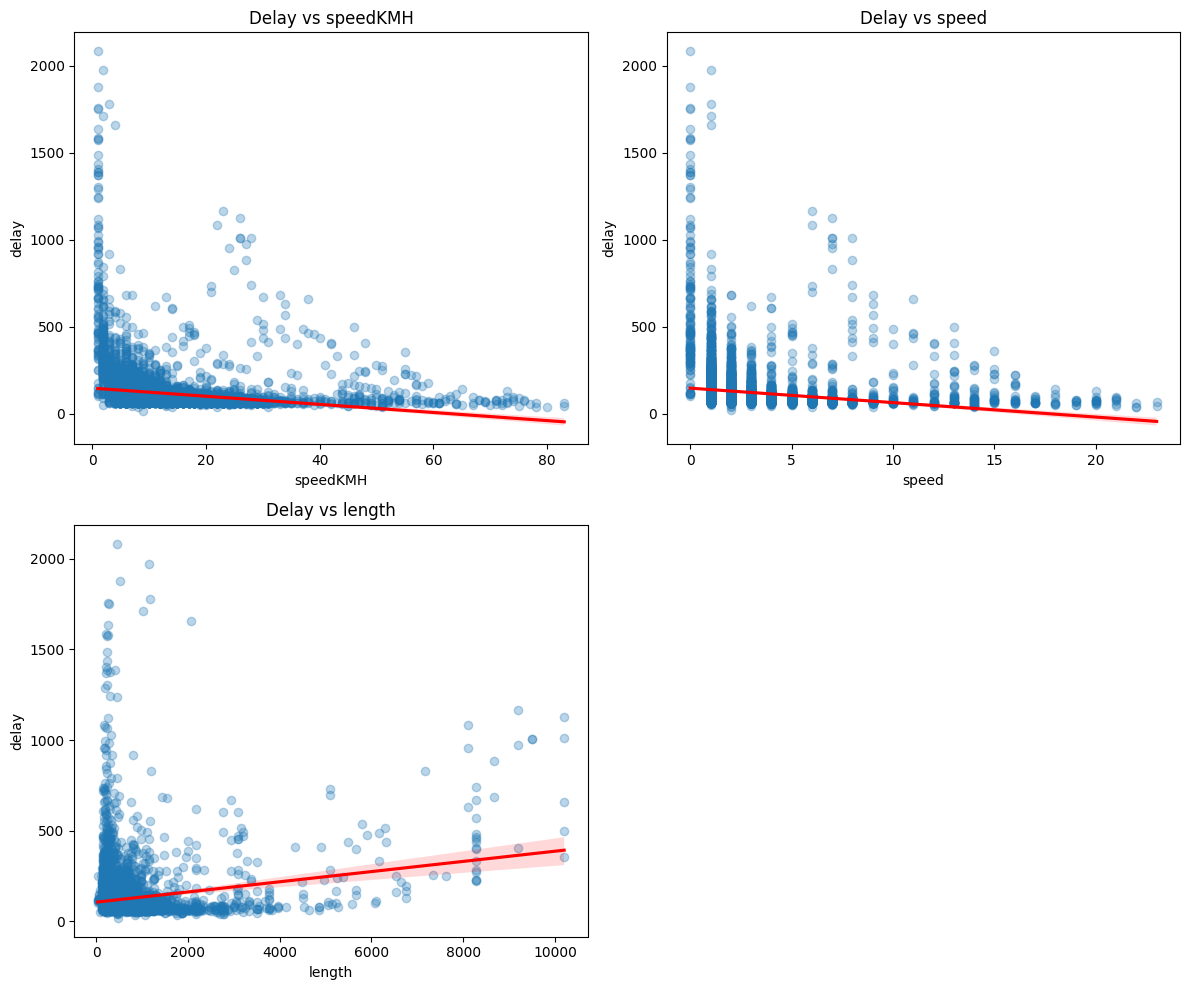 Delay vs speedKMH
2000
1500
1000
500
0
delay
0 20 40 60 80
speedKMH
Delay vs speed
2000
1500
1000
500
0
delay
0 5 10 15 20
speed
Delay vs length
2000
1500
1000
500
0
delay
0 2000 4000 6000 8000 10000
length